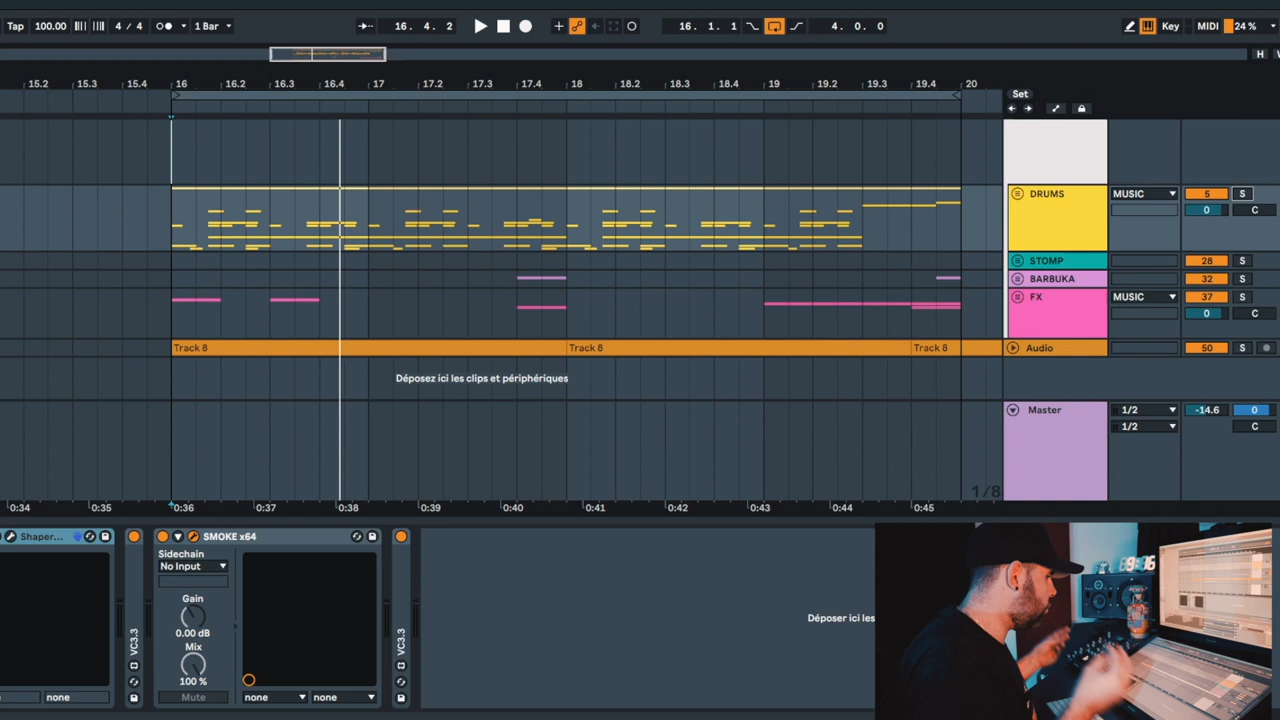 Tap 100.00 4 / 4 1 Bar 16. 4. 2 16. 1. 1 4. 0. 0 Key MIDI 24 %
H
15.2 15.3 15.4 16 16.2 16.3 16.4 17 17.2 17.3 17.4 18 18.2 18.3 18.4 19 19.2 19.3 19.4 20
Set
DRUMS MUSIC 5 S
0 C
STOMP 28 S
BARBUKA 32 S
FX MUSIC 37 S
0 C
Track 8 Track 8 Track 8 Audio 50 S
Déposez ici les clips et périphériques
Master 1/2 -14.6 0
1/2 C
1/8
0:34 0:35 0:36 0:37 0:38 0:39 0:40 0:41 0:42 0:43 0:44 0:45
Shaper... SMOKE x64
Sidechain
No Input
Gain
0.00 dB
Mix
100 %
Mute
none none none
VC3.3
VC3.3
Déposer ici les